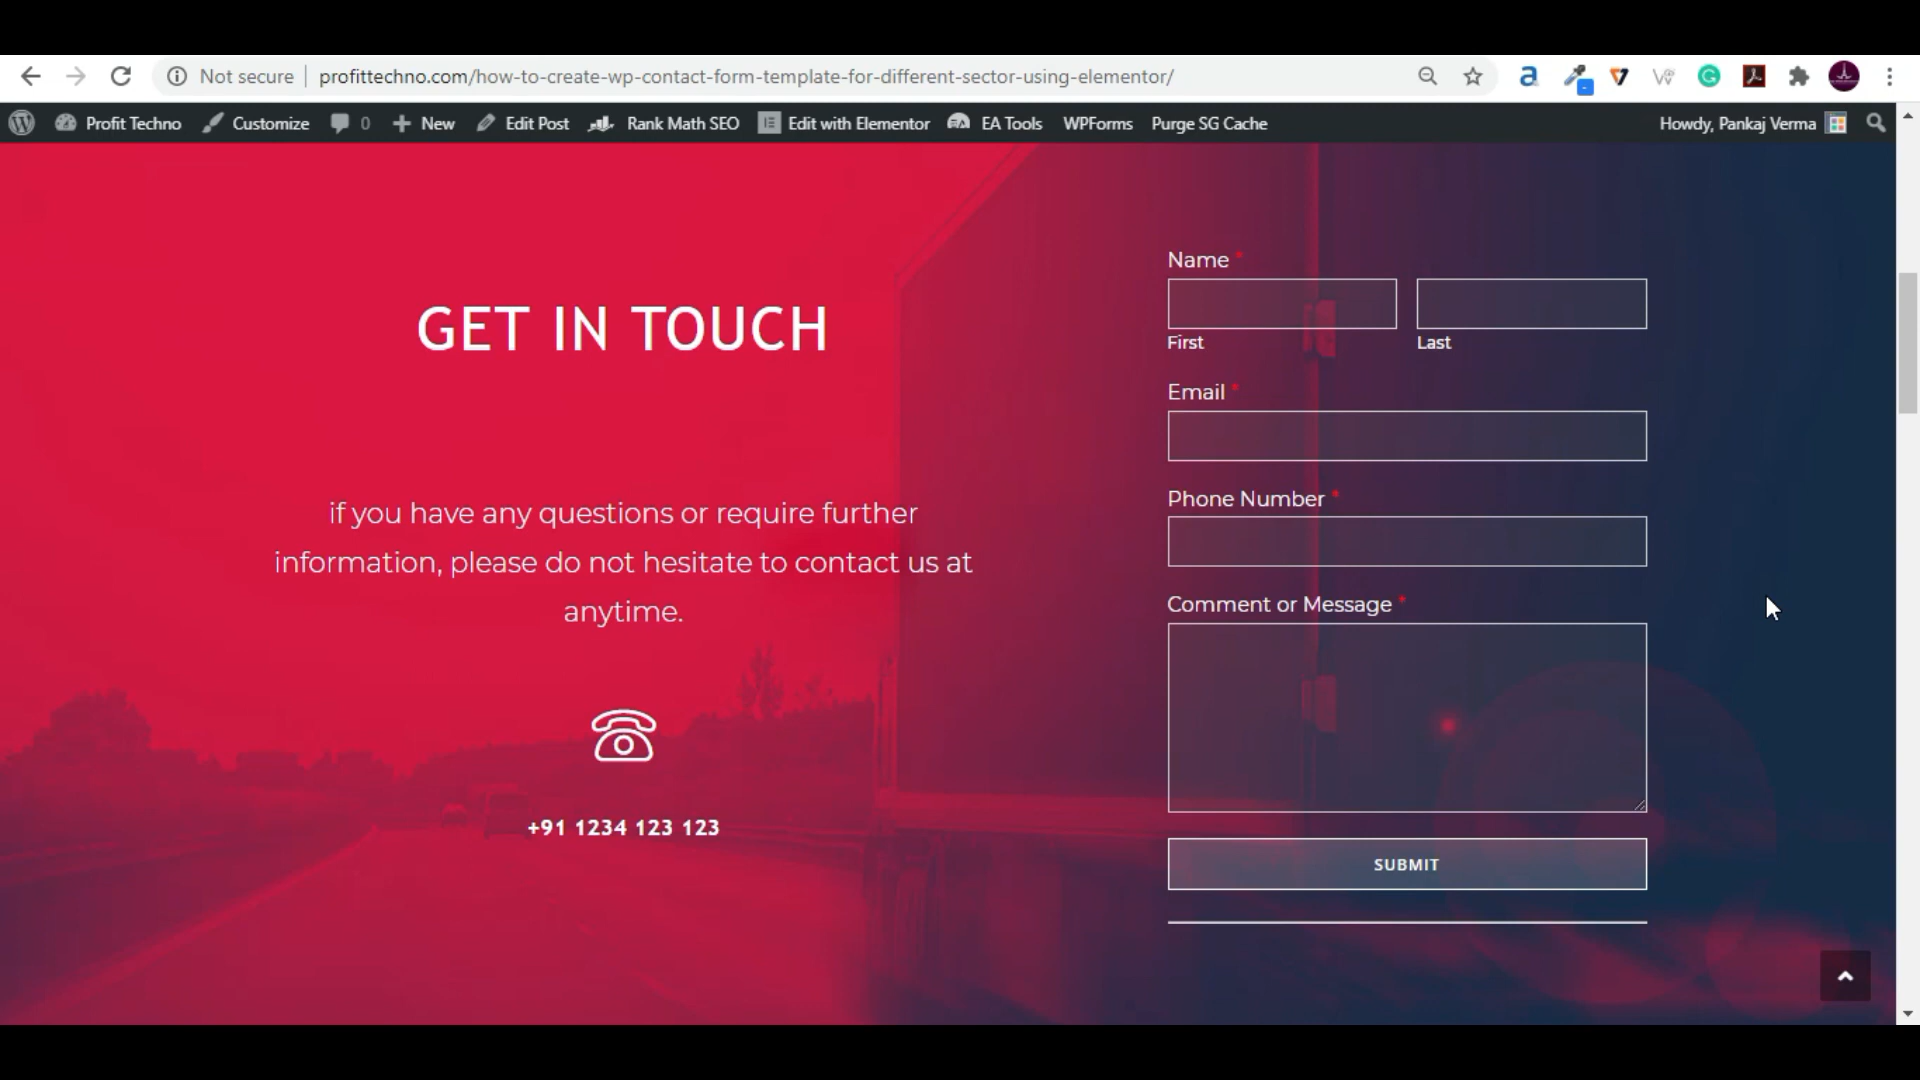 Not secure profittechno.com/how-to-create-wp-contact-form-template-for-different-sector-using-elementor/
Profit Techno Customize 0 New Edit Post Rank Math SEO Edit with Elementor EA Tools WPForms Purge SG Cache Howdy, Pankaj Verma
GET IN TOUCH
if you have any questions or require further
information, please do not hesitate to contact us at
anytime.
+91 1234 123 123
Name *
First Last
Email *
Phone Number *
Comment or Message *
SUBMIT